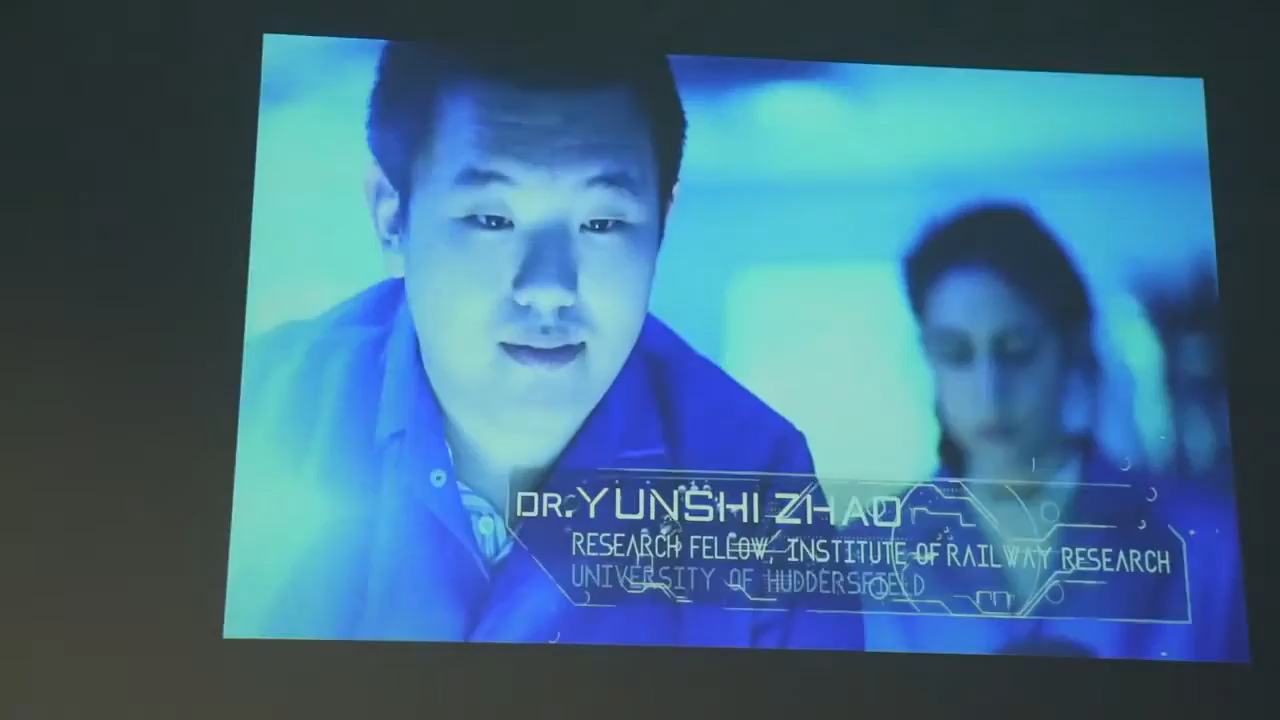 DR. YUNSHI ZHAO
RESEARCH FELLOW, INSTITUTE OF RAILWAY RESEARCH
UNIVERSITY OF HUDDERSFIELD